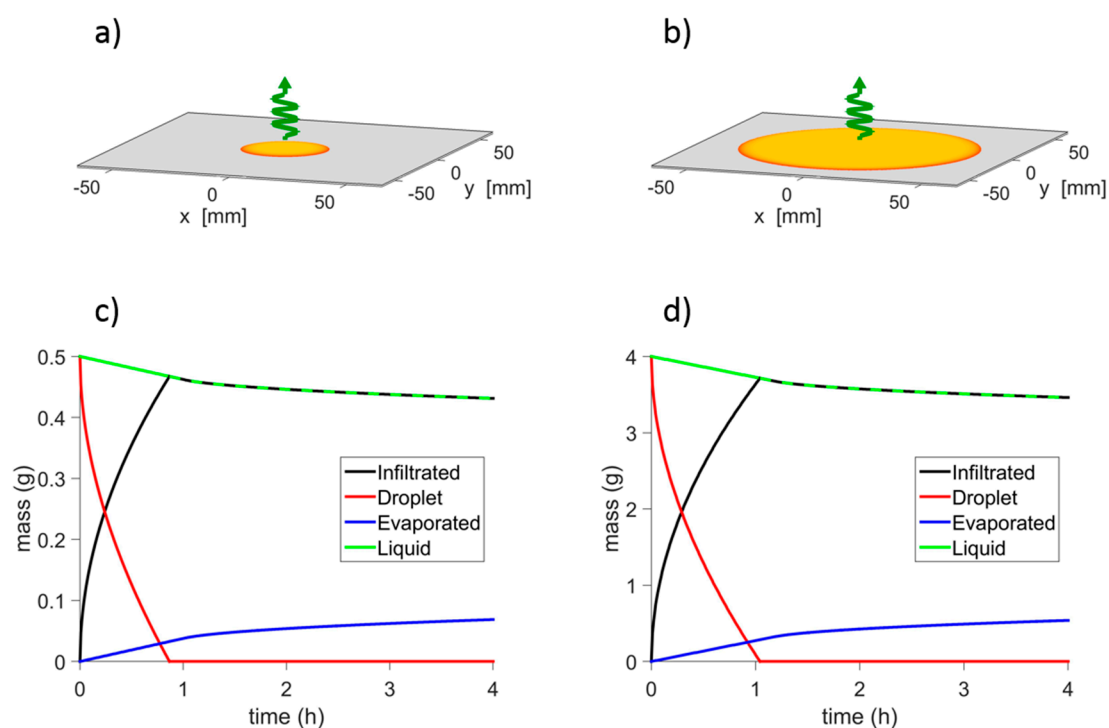 a)
b)
-50
0
50
x [mm]
-50
0
50
y [mm]
-50
0
50
x [mm]
-50
0
50
y [mm]
c)
d)
0.5
0.4
0.3
0.2
0.1
0
mass (g)
Infiltrated
Droplet
Evaporated
Liquid
0
1
2
3
4
time (h)
4
3
2
1
0
mass (g)
Infiltrated
Droplet
Evaporated
Liquid
0
1
2
3
4
time (h)